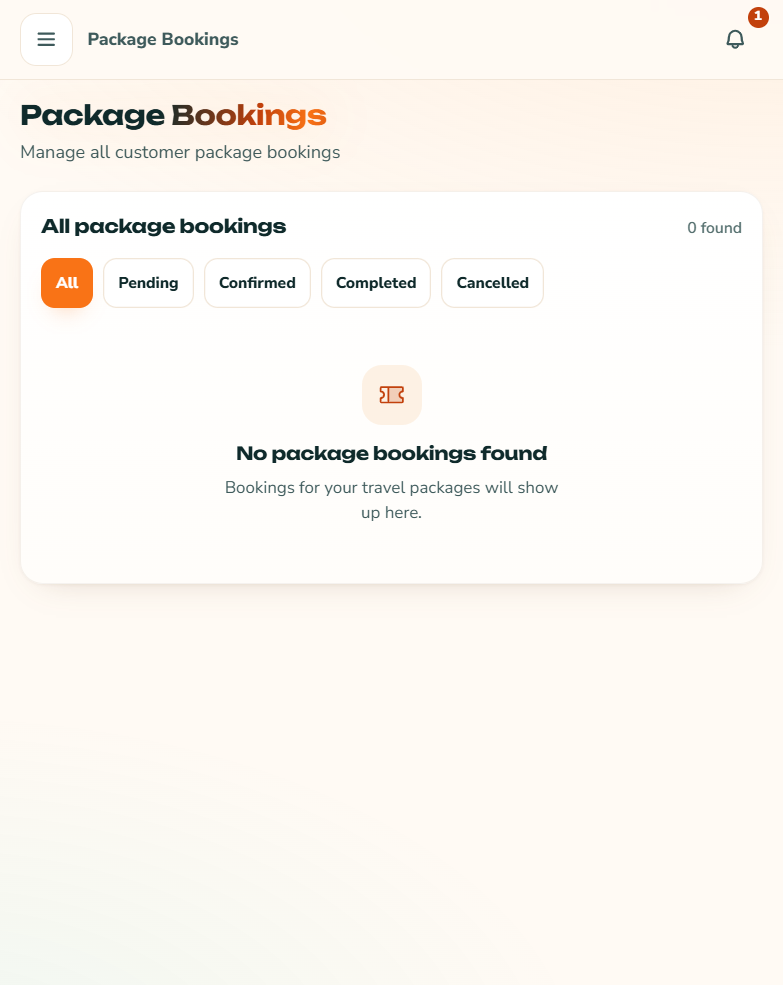 Package Bookings
1
Package Bookings
Manage all customer package bookings
All package bookings
0 found
All
Pending
Confirmed
Completed
Cancelled
No package bookings found
Bookings for your travel packages will show
up here.